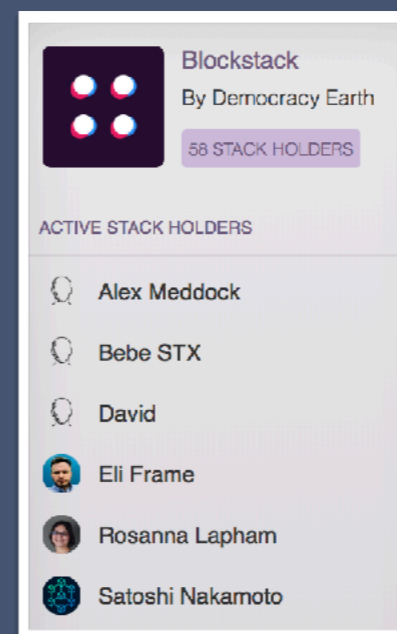 Blockstack
By Democracy Earth
58 STACK HOLDERS
ACTIVE STACK HOLDERS
Alex Meddock
Bebe STX
David
Eli Frame
Rosanna Lapham
Satoshi Nakamoto